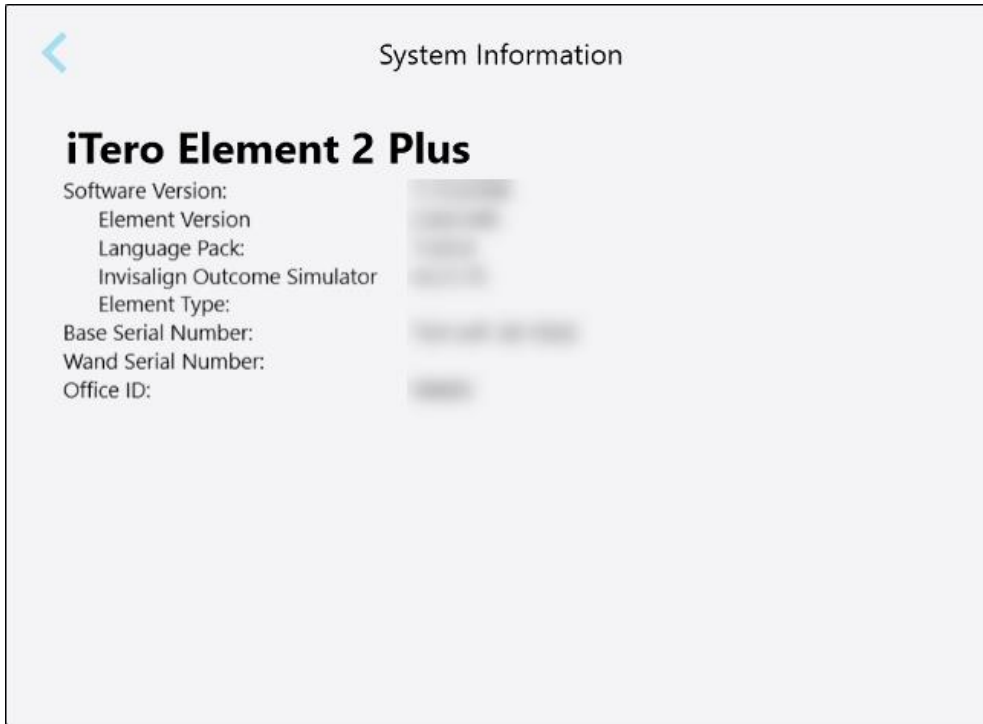 System Information
iTero Element 2 Plus
Software Version:
Element Version
Language Pack:
Invisalign Outcome Simulator
Element Type:
Base Serial Number:
Wand Serial Number:
Office ID: